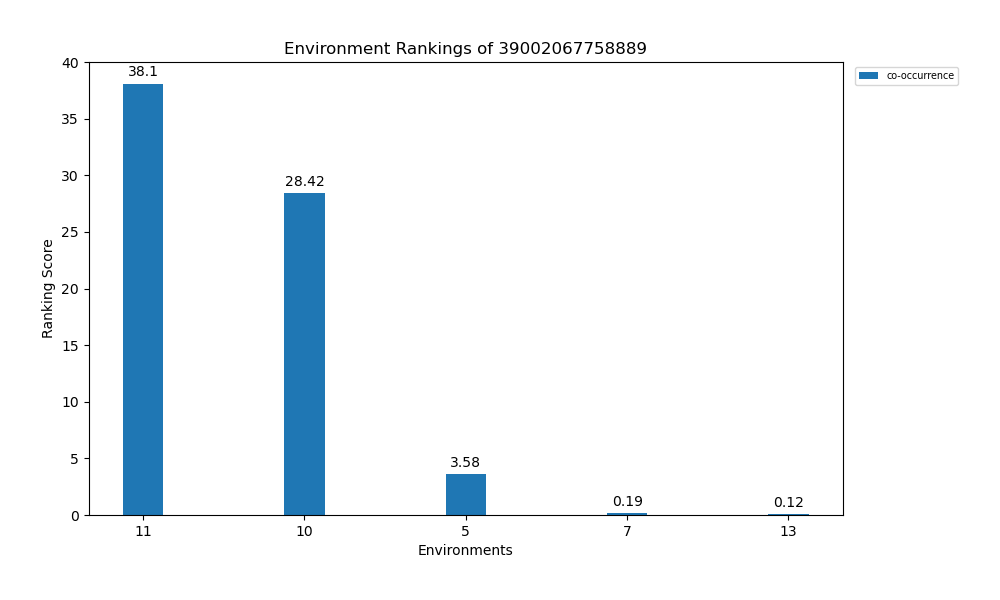 Environment Rankings of 39002067758889
co-occurrence
Ranking Score
40
35
30
25
20
15
10
5
0
38.1
28.42
3.58
0.19
0.12
11 10 5 7 13
Environments